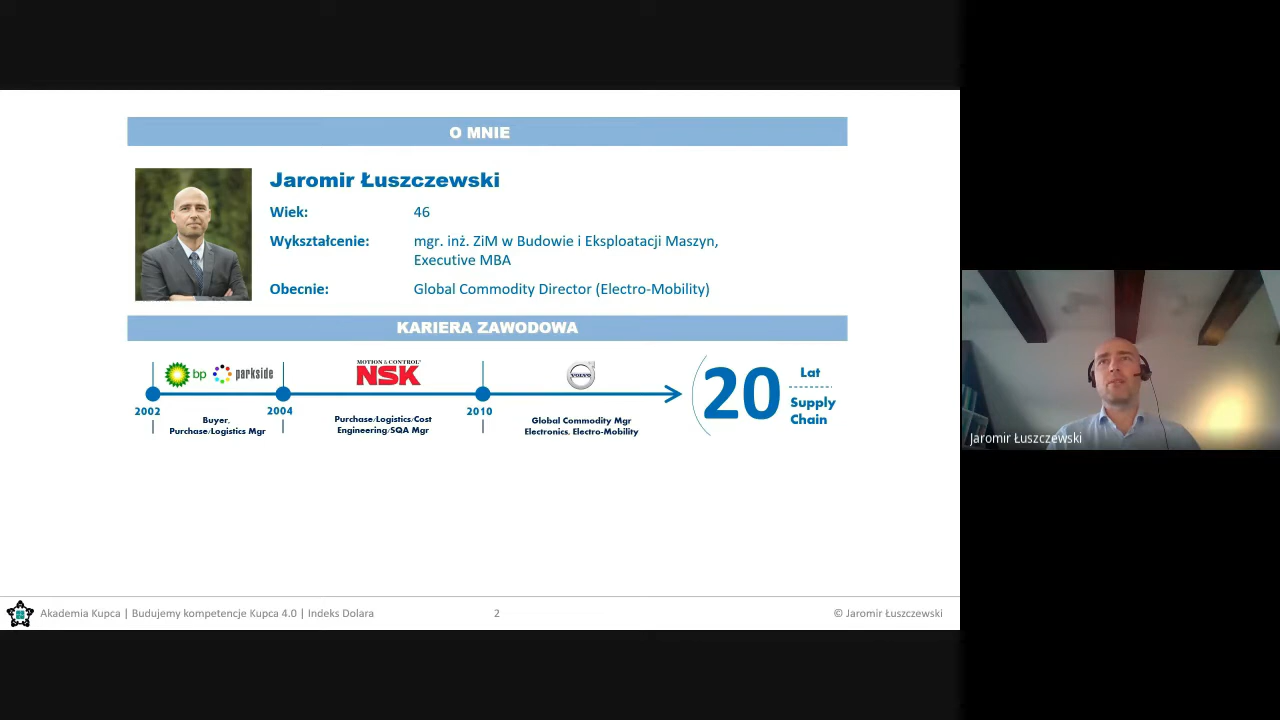 O MNIE
Jaromir Łuszczewski
Wiek: 46
Wykształcenie: mgr. inż. ZiM w Budowie i Eksploatacji Maszyn,
Executive MBA
Obecnie: Global Commodity Director (Electro-Mobility)
KARIERA ZAWODOWA
bp
parkside
MOTION & CONTROL
NSK
VOLVO
2002
2004
2010
Buyer,
Purchase/Logistics Mgr
Purchase/Logistics/Cost
Engineering/SQA Mgr
Global Commodity Mgr
Electronics, Electro-Mobility
20
Lat
Supply
Chain
Jaromir Łuszczewski
Akademia Kupca | Budujemy kompetencje Kupca 4.0 | Indeks Dolara
2
© Jaromir Łuszczewski